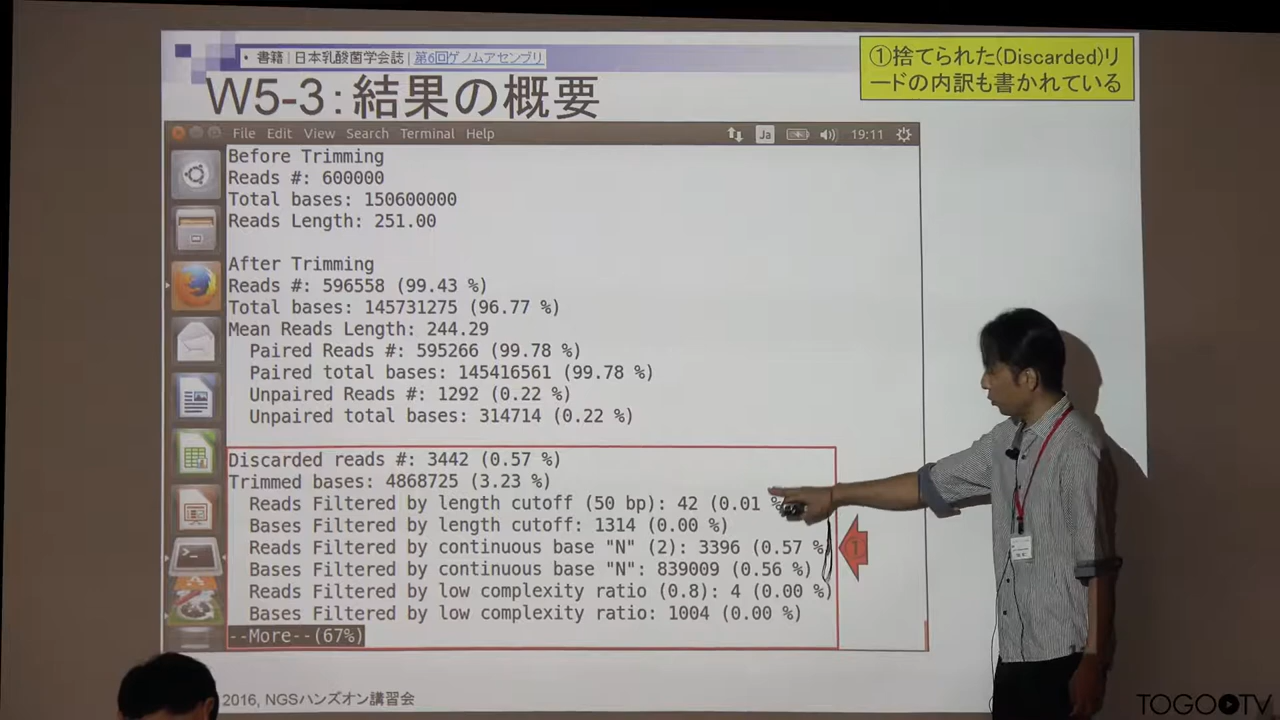 • 書籍 | 日本乳酸菌学会誌 | 第6回ゲノムアセンブリ
W5-3:結果の概要
①捨てられた(Discarded)リ
ードの内訳も書かれている
File Edit View Search Terminal Help
Ja
19:11
Before Trimming
Reads #: 600000
Total bases: 150600000
Reads Length: 251.00
After Trimming
Reads #: 596558 (99.43 %)
Total bases: 145731275 (96.77 %)
Mean Reads Length: 244.29
Paired Reads #: 595266 (99.78 %)
Paired total bases: 145416561 (99.78 %)
Unpaired Reads #: 1292 (0.22 %)
Unpaired total bases: 314714 (0.22 %)
Discarded reads #: 3442 (0.57 %)
Trimmed bases: 4868725 (3.23 %)
Reads Filtered by length cutoff (50 bp): 42 (0.01 %
Bases Filtered by length cutoff: 1314 (0.00 %)
Reads Filtered by continuous base "N" (2): 3396 (0.57 %)
Bases Filtered by continuous base "N": 839009 (0.56 %)
Reads Filtered by low complexity ratio (0.8): 4 (0.00 %)
Bases Filtered by low complexity ratio: 1004 (0.00 %)
--More--(67%)
①
2016, NGSハンズオン講習会
TOGOTV